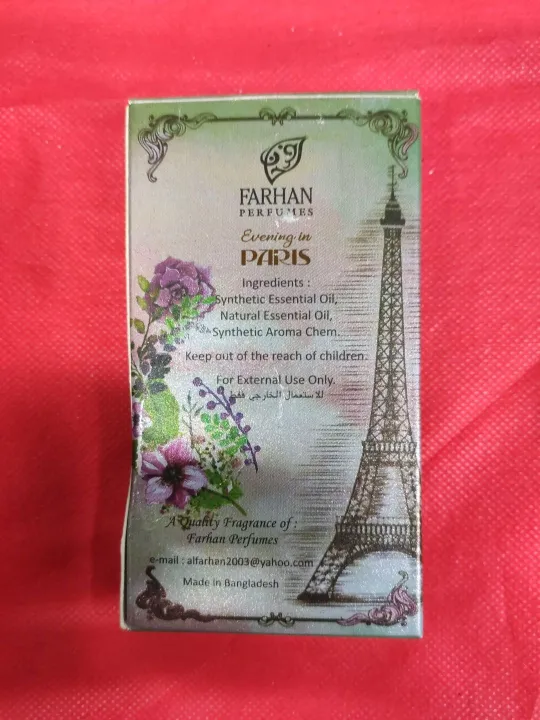 FARHAN
PERFUMES
Evening in
PARIS
Ingredients :
Synthetic Essential Oil,
Natural Essential Oil,
Synthetic Aroma Chem.
Keep out of the reach of children.
For External Use Only.
للاستعمال الخارجي فقط
A Quality Fragrance of :
Farhan Perfumes
e-mail : alfarhen2003@yahoo.com
Made in Bangladesh